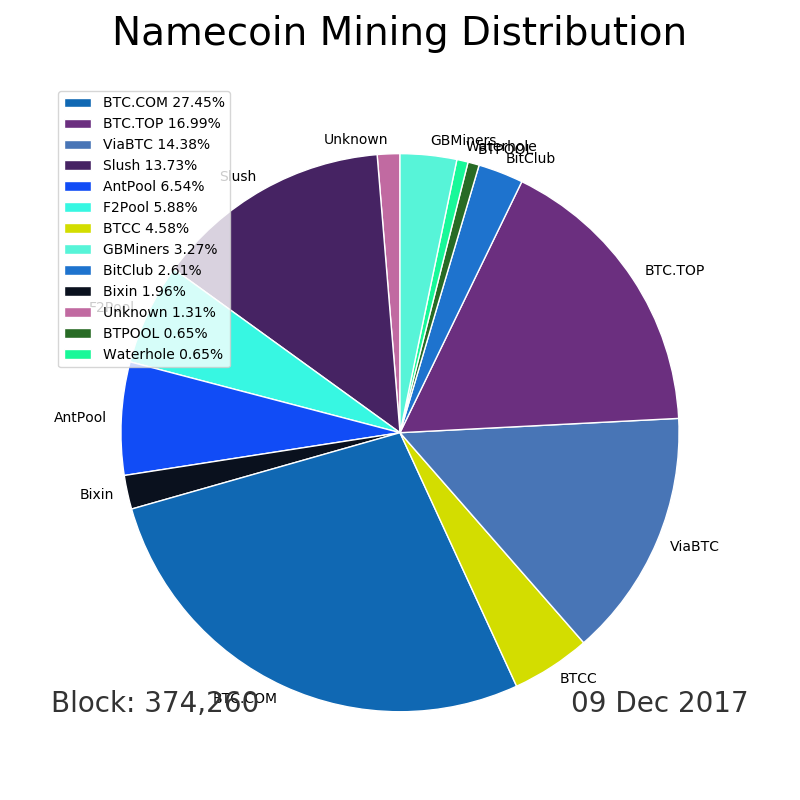 Namecoin Mining Distribution
BTC.COM 27.45%
BTC.TOP 16.99%
ViaBTC 14.38%
Slush 13.73%
AntPool 6.54%
F2Pool 5.88%
BTCC 4.58%
GBMiners 3.27%
BitClub 2.61%
Bixin 1.96%
Unknown 1.31%
BTPOOL 0.65%
Waterhole 0.65%
Unknown
GBMiners
Waterhole
BTPOOL
BitClub
Slush
BTC.TOP
F2Pool
AntPool
Bixin
ViaBTC
BTCC
BTC.COM
Block: 374,260
09 Dec 2017